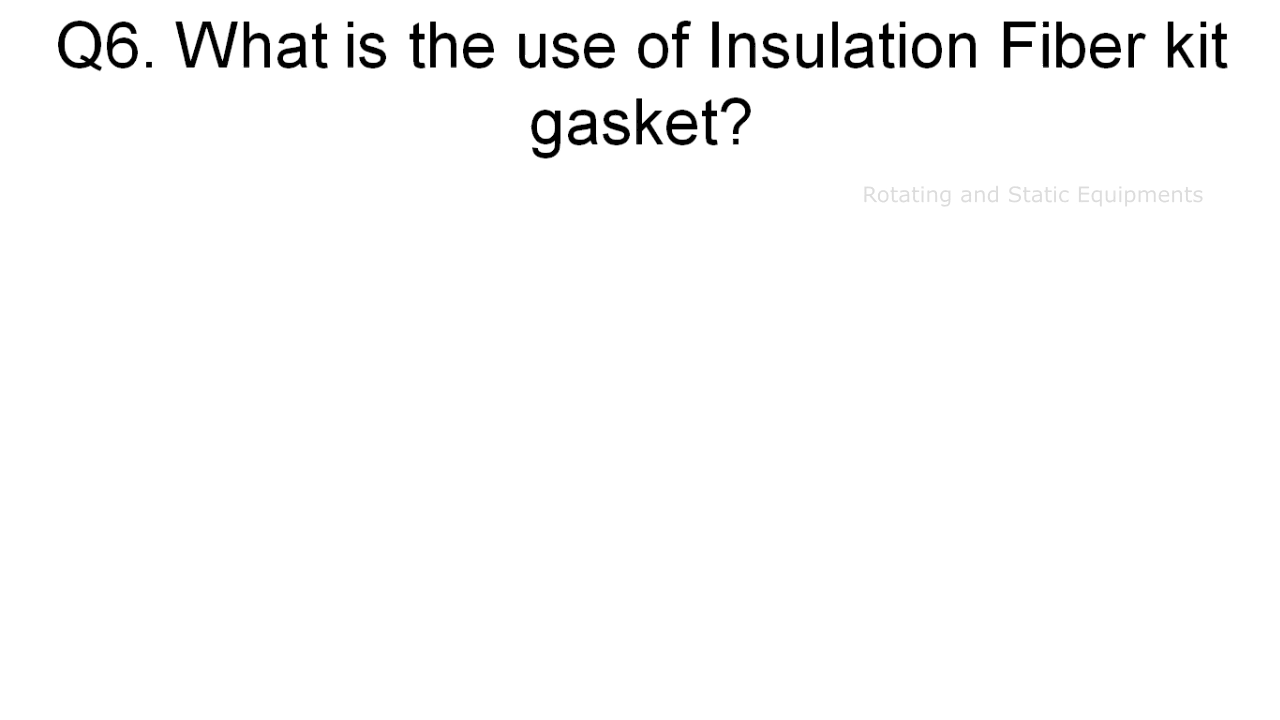 Q6. What is the use of Insulation Fiber kit
gasket?
Rotating and Static Equipments